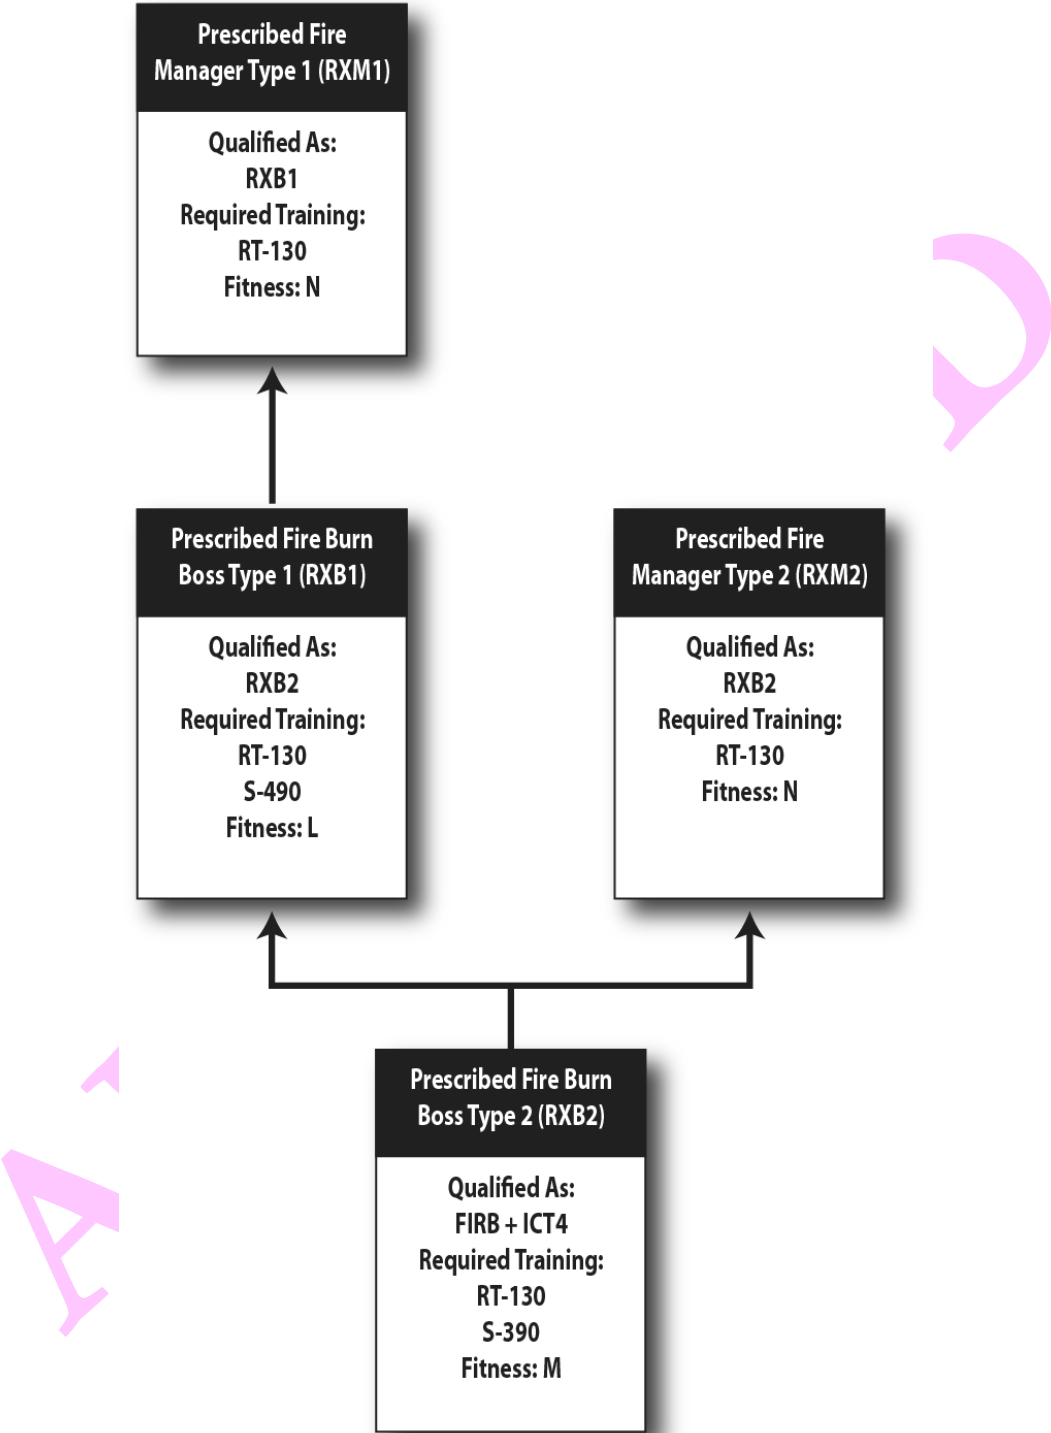 Prescribed Fire
Manager Type 1 (RXM1)
Qualified As:
RXB1
Required Training:
RT-130
Fitness: N
Prescribed Fire Burn
Boss Type 1 (RXB1)
Qualified As:
RXB2
Required Training:
RT-130
S-490
Fitness: L
Prescribed Fire
Manager Type 2 (RXM2)
Qualified As:
RXB2
Required Training:
RT-130
Fitness: N
Prescribed Fire Burn
Boss Type 2 (RXB2)
Qualified As:
FIRB + ICT4
Required Training:
RT-130
S-390
Fitness: M